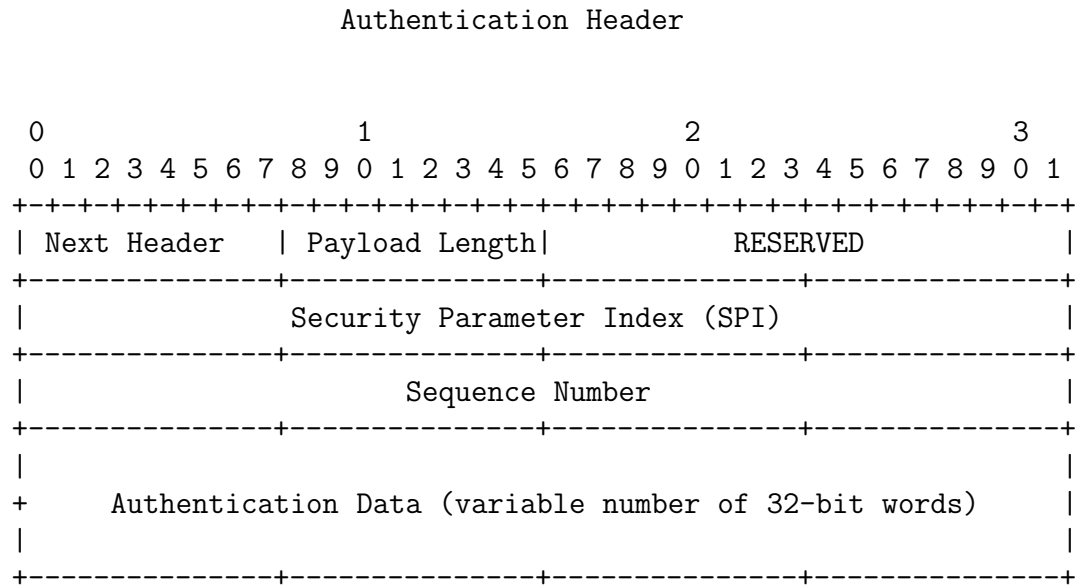 Authentication Header
0 1 2 3
0 1 2 3 4 5 6 7 8 9 0 1 2 3 4 5 6 7 8 9 0 1 2 3 4 5 6 7 8 9 0 1
+-+-+-+-+-+-+-+-+-+-+-+-+-+-+-+-+-+-+-+-+-+-+-+-+-+-+-+-+-+-+-+-+
| Next Header | Payload Length| RESERVED |
+---------------+---------------+---------------+---------------+
| Security Parameter Index (SPI) |
+---------------+---------------+---------------+---------------+
| Sequence Number |
+---------------+---------------+---------------+---------------+
| |
+ Authentication Data (variable number of 32-bit words) |
| |
+---------------+---------------+---------------+---------------+